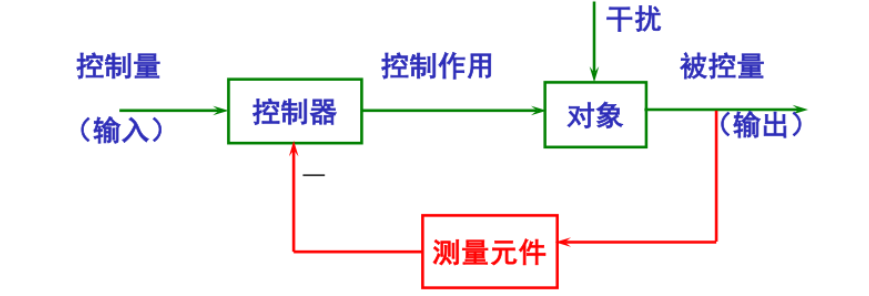 干扰
控制量
控制作用
被控量
控制器
对象
（输入）
（输出）
—
测量元件